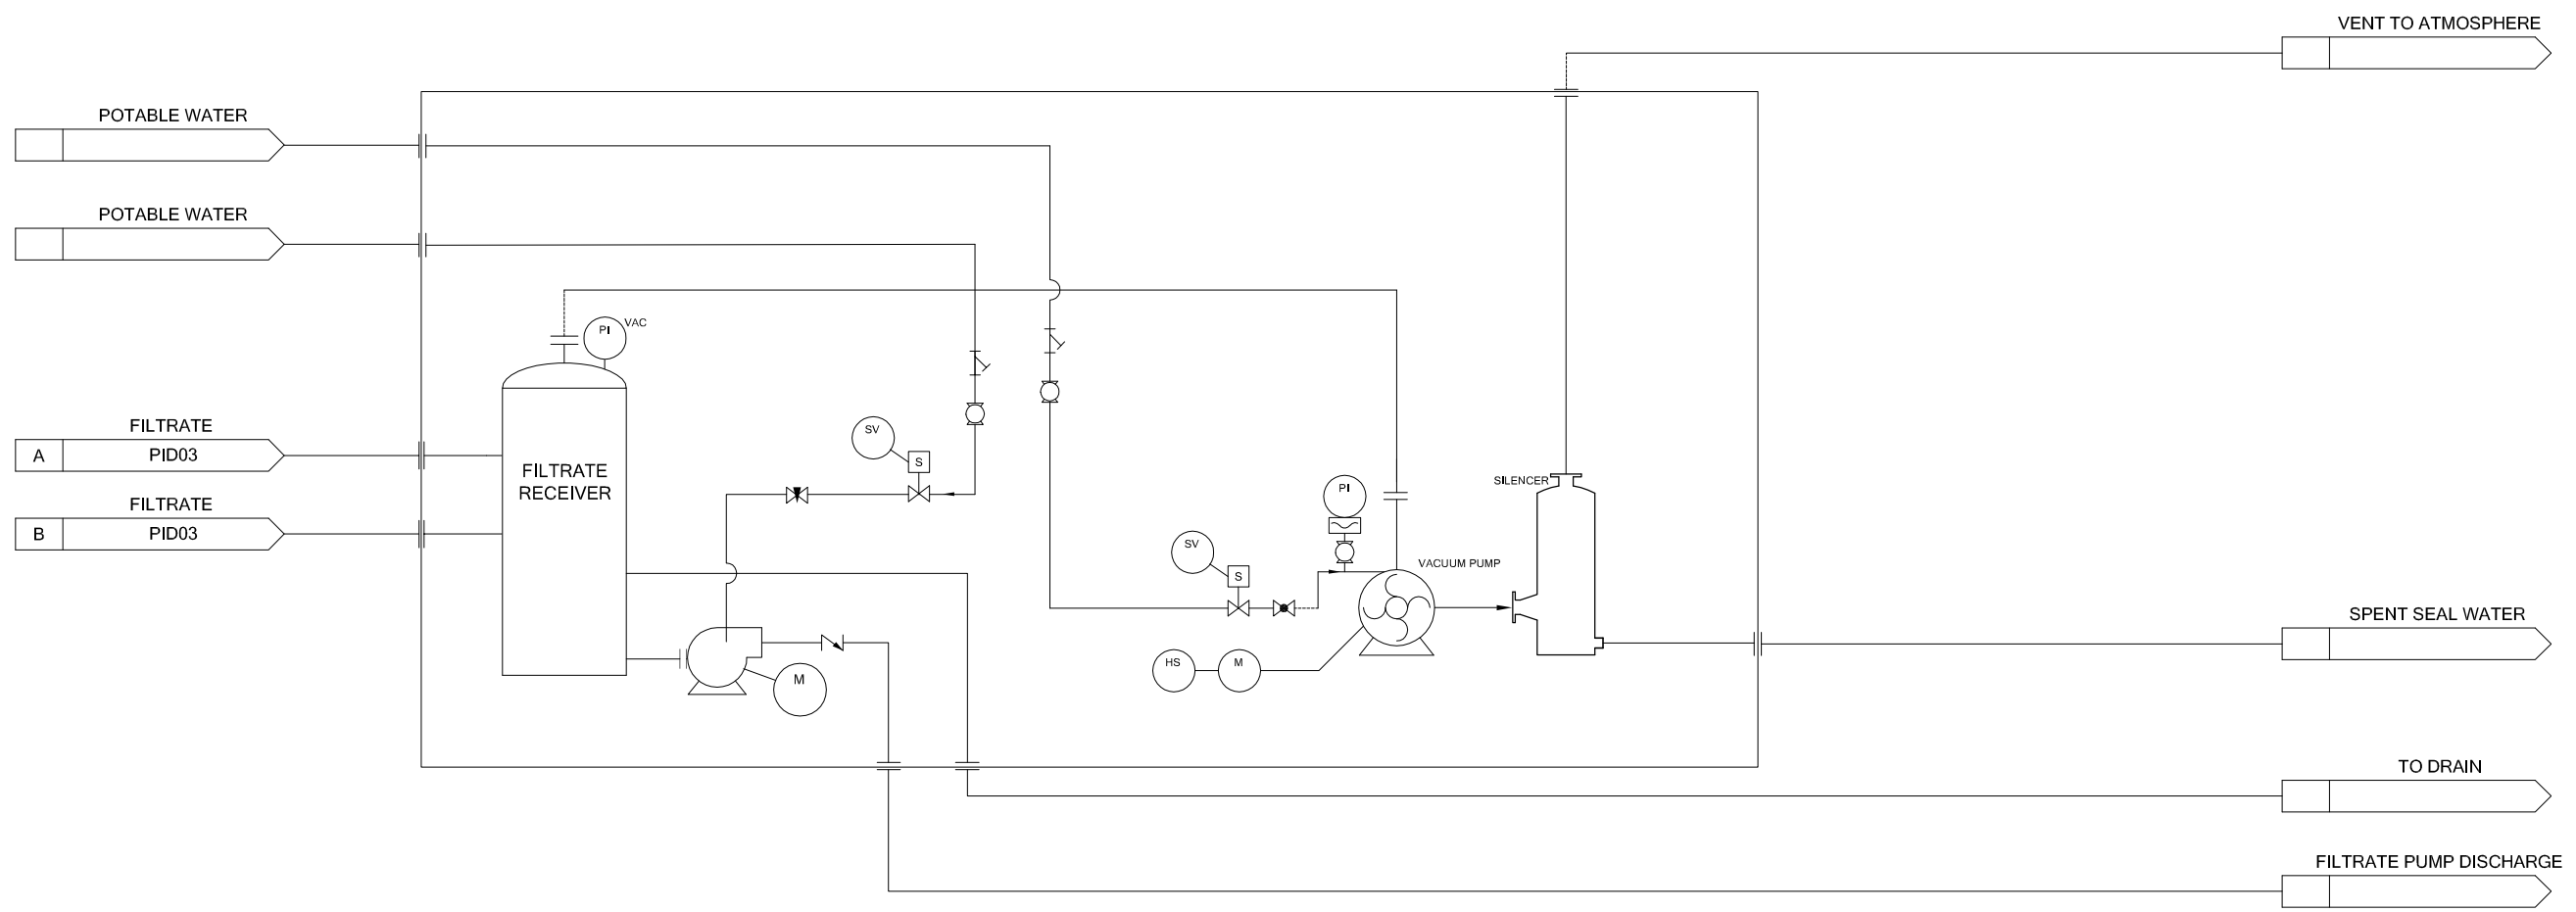 VENT TO ATMOSPHERE
POTABLE WATER
POTABLE WATER
PI
VAC
FILTRATE
A
PID03
FILTRATE
B
PID03
FILTRATE
RECEIVER
SV
S
M
SV
S
PI
VACUUM PUMP
HS
M
SILENCER
SPENT SEAL WATER
TO DRAIN
FILTRATE PUMP DISCHARGE